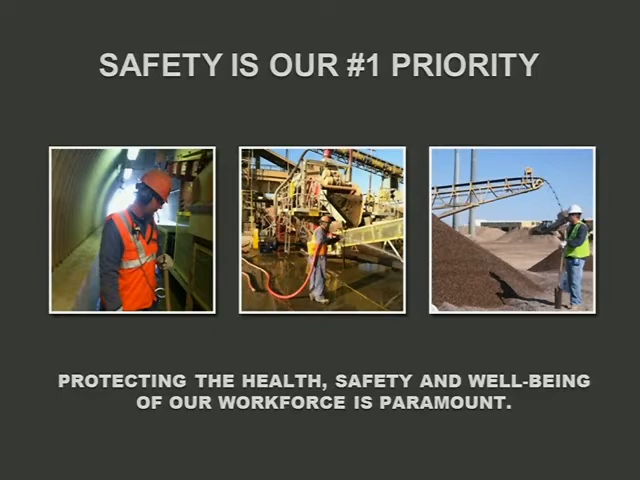 SAFETY IS OUR #1 PRIORITY
PROTECTING THE HEALTH, SAFETY AND WELL-BEING
OF OUR WORKFORCE IS PARAMOUNT.